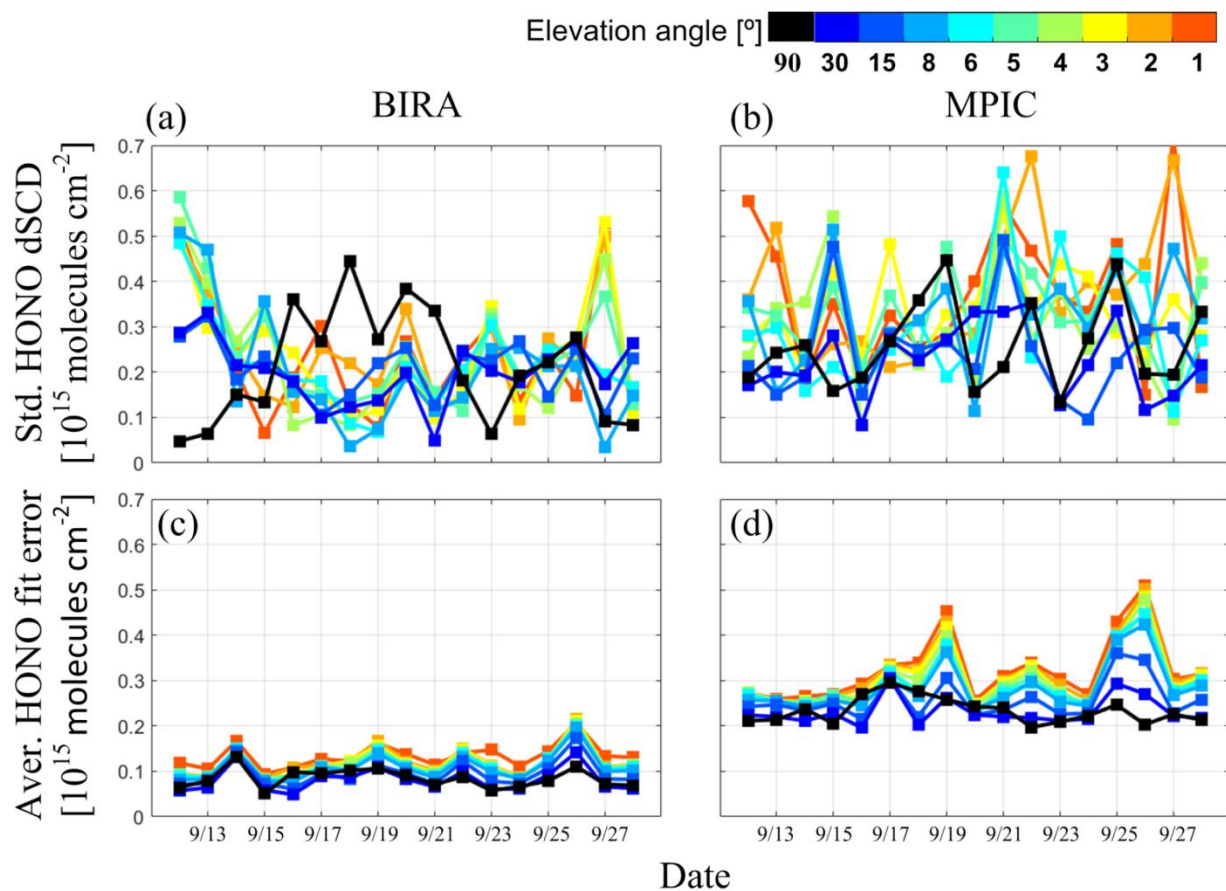 Elevation angle [º]
90 30 15 8 6 5 4 3 2 1
(a) BIRA
(b) MPIC
Std. HONO dSCD
[10^15 molecules cm^-2]
0.7
0.6
0.5
0.4
0.3
0.2
0.1
0
(c)
(d)
Aver. HONO fit error
[10^15 molecules cm^-2]
0.7
0.6
0.5
0.4
0.3
0.2
0.1
0
9/13 9/15 9/17 9/19 9/21 9/23 9/25 9/27
9/13 9/15 9/17 9/19 9/21 9/23 9/25 9/27
Date